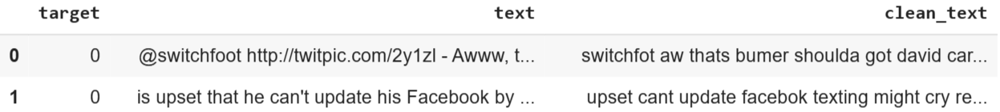 target text clean_text
0 0 @switchfoot http://twitpic.com/2y1zl - Awww, t... switchfot aw thats bumer shoulda got david car...
1 0 is upset that he can't update his Facebook by ... upset cant update facebok texting might cry re...